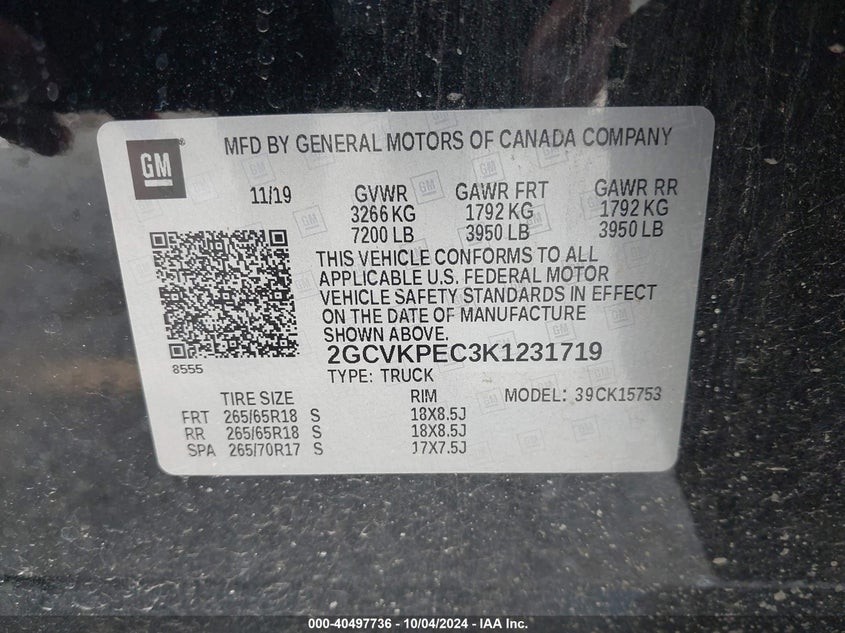 GM
MFD BY GENERAL MOTORS OF CANADA COMPANY
11/19 GVWR GAWR FRT GAWR RR
3266 KG 1792 KG 1792 KG
7200 LB 3950 LB 3950 LB
THIS VEHICLE CONFORMS TO ALL
APPLICABLE U.S. FEDERAL MOTOR
VEHICLE SAFETY STANDARDS IN EFFECT
ON THE DATE OF MANUFACTURE
SHOWN ABOVE.
8555
2GCVKPEC3K1231719
TYPE: TRUCK
TIRE SIZE RIM MODEL: 39CK15753
FRT 265/65R18 S 18X8.5J
RR 265/65R18 S 18X8.5J
SPA 265/70R17 S 17X7.5J
000-40497736 - 10/04/2024 - IAA Inc.